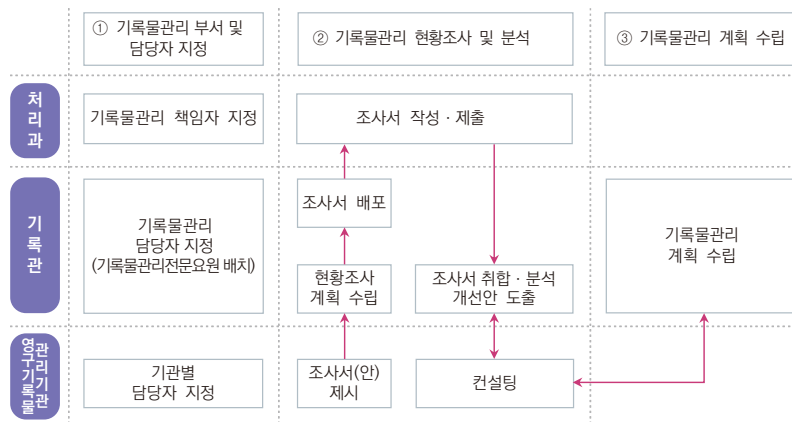 ① 기록물관리 부서 및
담당자 지정
② 기록물관리 현황조사 및 분석
③ 기록물관리 계획 수립
처리과
기록물관리 책임자 지정
조사서 작성 · 제출
기록관
기록물관리
담당자 지정
(기록물관리전문요원 배치)
조사서 배포
현황조사
계획 수립
조사서 취합 · 분석
개선안 도출
기록물관리
계획 수립
영구기록물
관리기관
기관별
담당자 지정
조사서(안)
제시
컨설팅